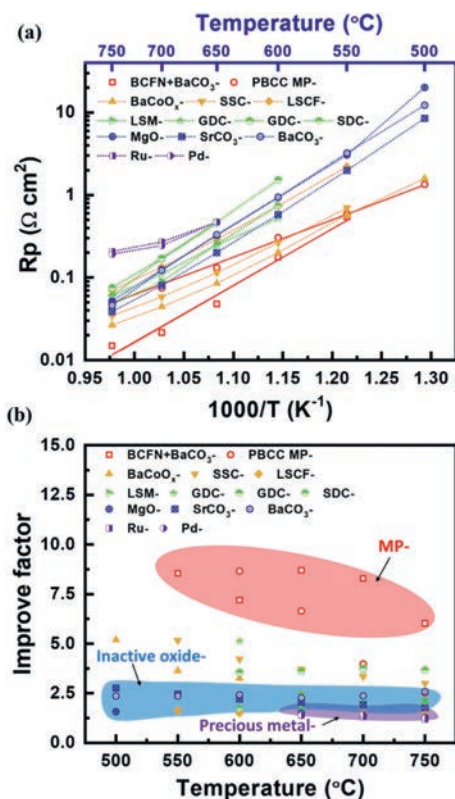 (a)
Temperature (°C)
750 700 650 600 550 500
BCFN+BaCO₃- PBCC MP-
BaCoOₓ- SSC- LSCF-
LSM- GDC- GDC- SDC-
MgO- SrCO₃- BaCO₃-
Ru- Pd-
Rp (Ω cm²)
10
1
0.1
0.01
0.95 1.00 1.05 1.10 1.15 1.20 1.25 1.30
1000/T (K⁻¹)
(b)
BCFN+BaCO₃- PBCC MP-
BaCoOₓ- SSC- LSCF-
LSM- GDC- GDC- SDC-
MgO- SrCO₃- BaCO₃-
Ru- Pd-
Improve factor
15.0
12.5
10.0
7.5
5.0
2.5
0.0
MP-
Inactive oxide-
Precious metal-
500 550 600 650 700 750
Temperature (°C)